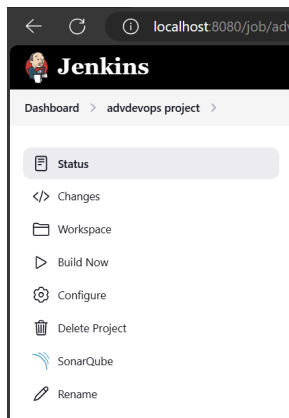 localhost:8080/job/adv
Jenkins
Dashboard > advdevops project >
Status
Changes
Workspace
Build Now
Configure
Delete Project
SonarQube
Rename